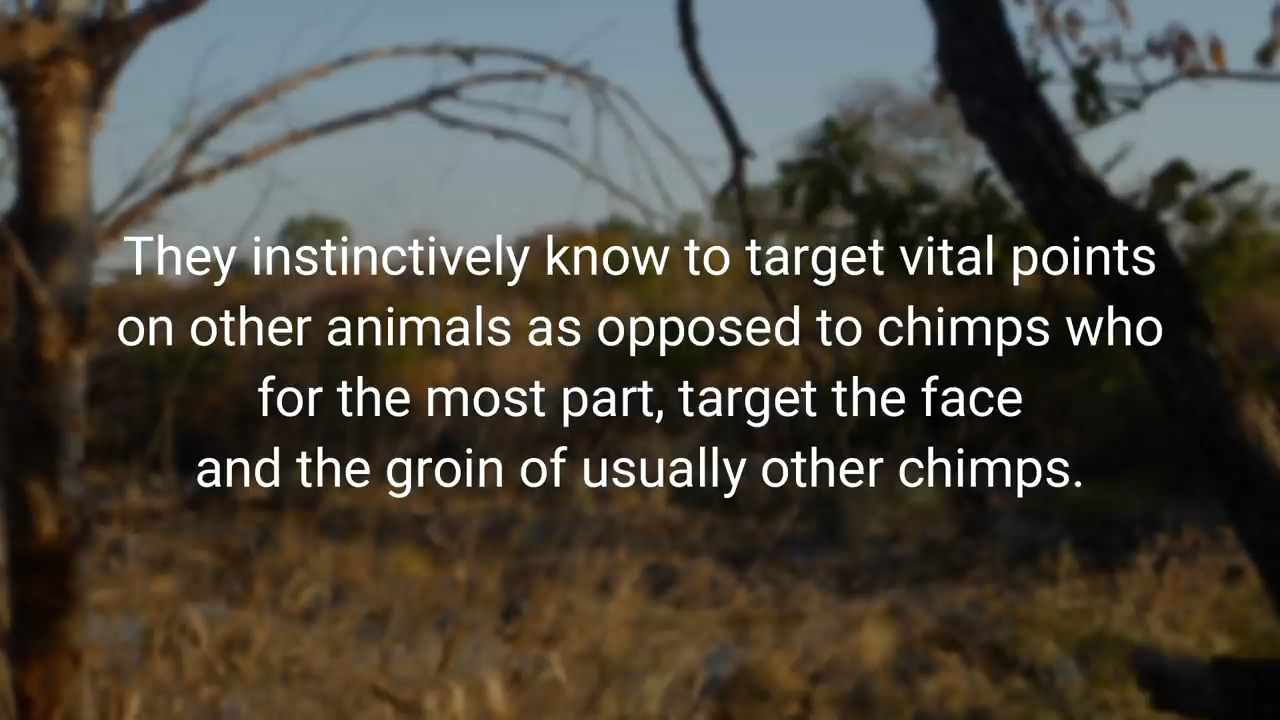 They instinctively know to target vital points
on other animals as opposed to chimps who
for the most part, target the face
and the groin of usually other chimps.